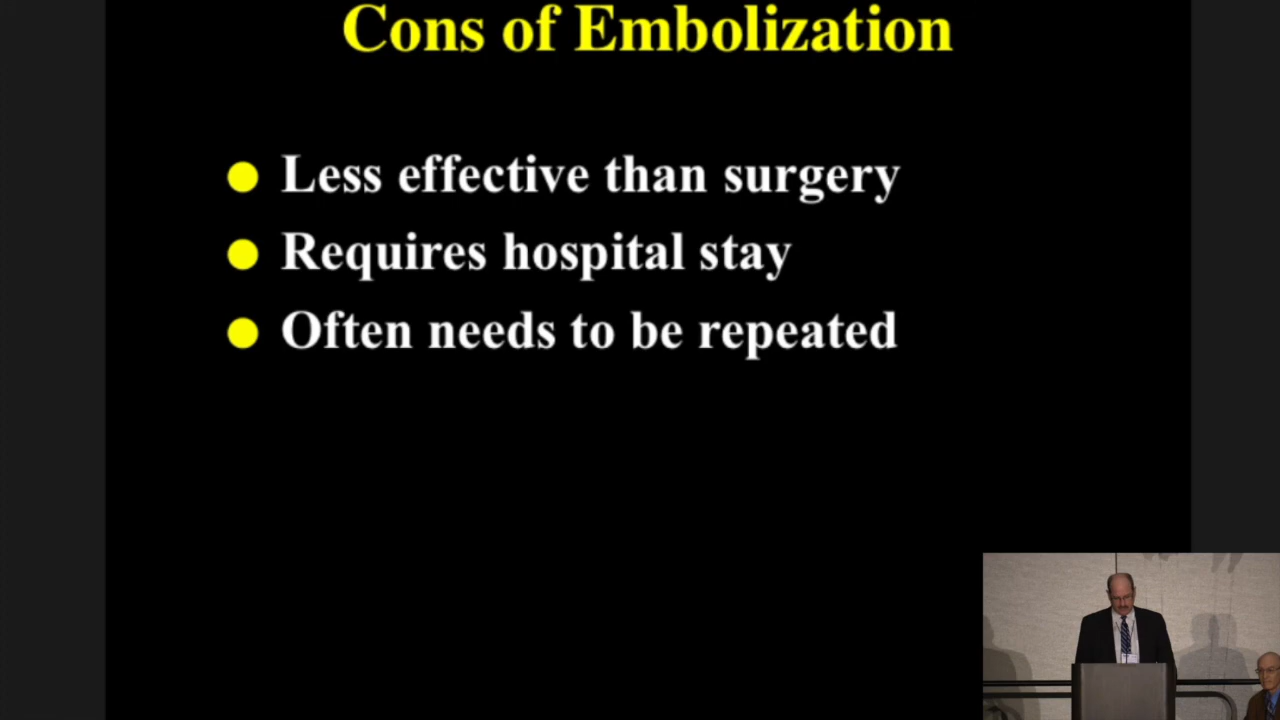 Cons of Embolization
Less effective than surgery
Requires hospital stay
Often needs to be repeated